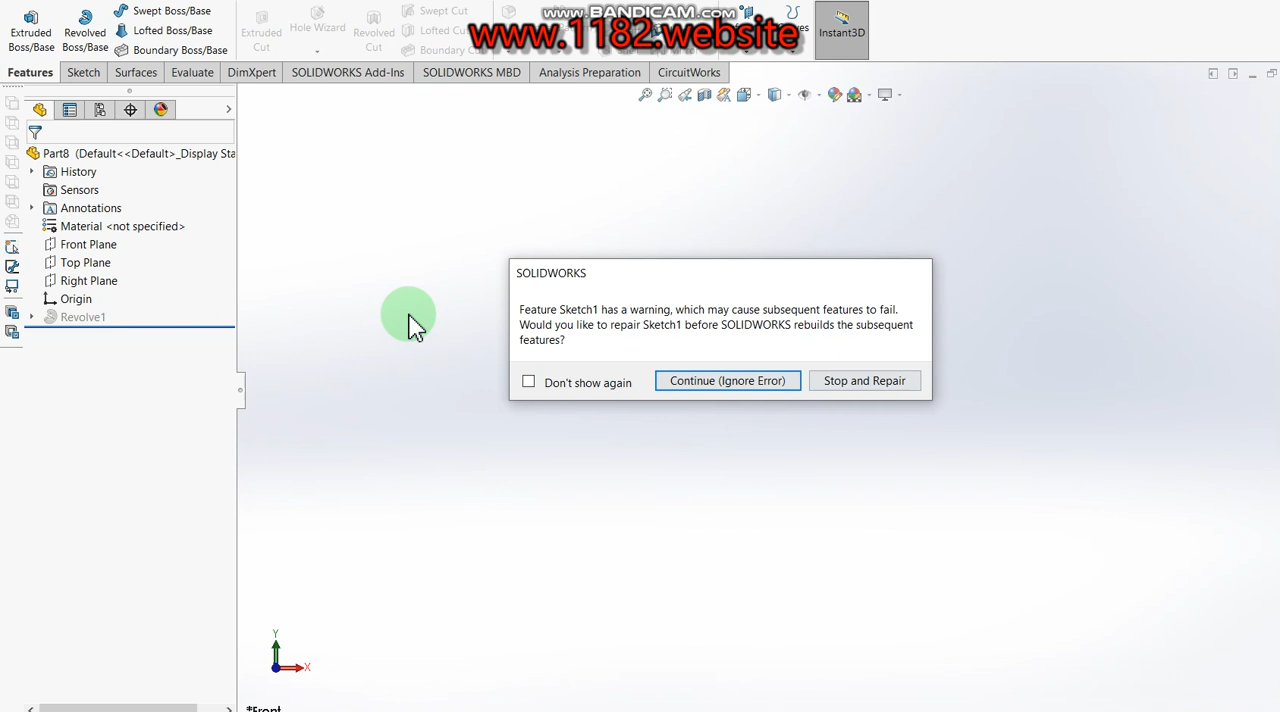 www.BANDICAM.com
www.1182.website
Extruded Boss/Base
Revolved Boss/Base
Swept Boss/Base
Lofted Boss/Base
Boundary Boss/Base
Extruded Cut
Hole Wizard
Revolved Cut
Swept Cut
Lofted Cut
Boundary Cut
Instant3D
Features
Sketch
Surfaces
Evaluate
DimXpert
SOLIDWORKS Add-Ins
SOLIDWORKS MBD
Analysis Preparation
CircuitWorks
Part8 (Default<<Default>_Display Sta
History
Sensors
Annotations
Material <not specified>
Front Plane
Top Plane
Right Plane
Origin
Revolve1
SOLIDWORKS
Feature Sketch1 has a warning, which may cause subsequent features to fail.
Would you like to repair Sketch1 before SOLIDWORKS rebuilds the subsequent
features?
Don't show again
Continue (Ignore Error)
Stop and Repair
Y
X
*Front